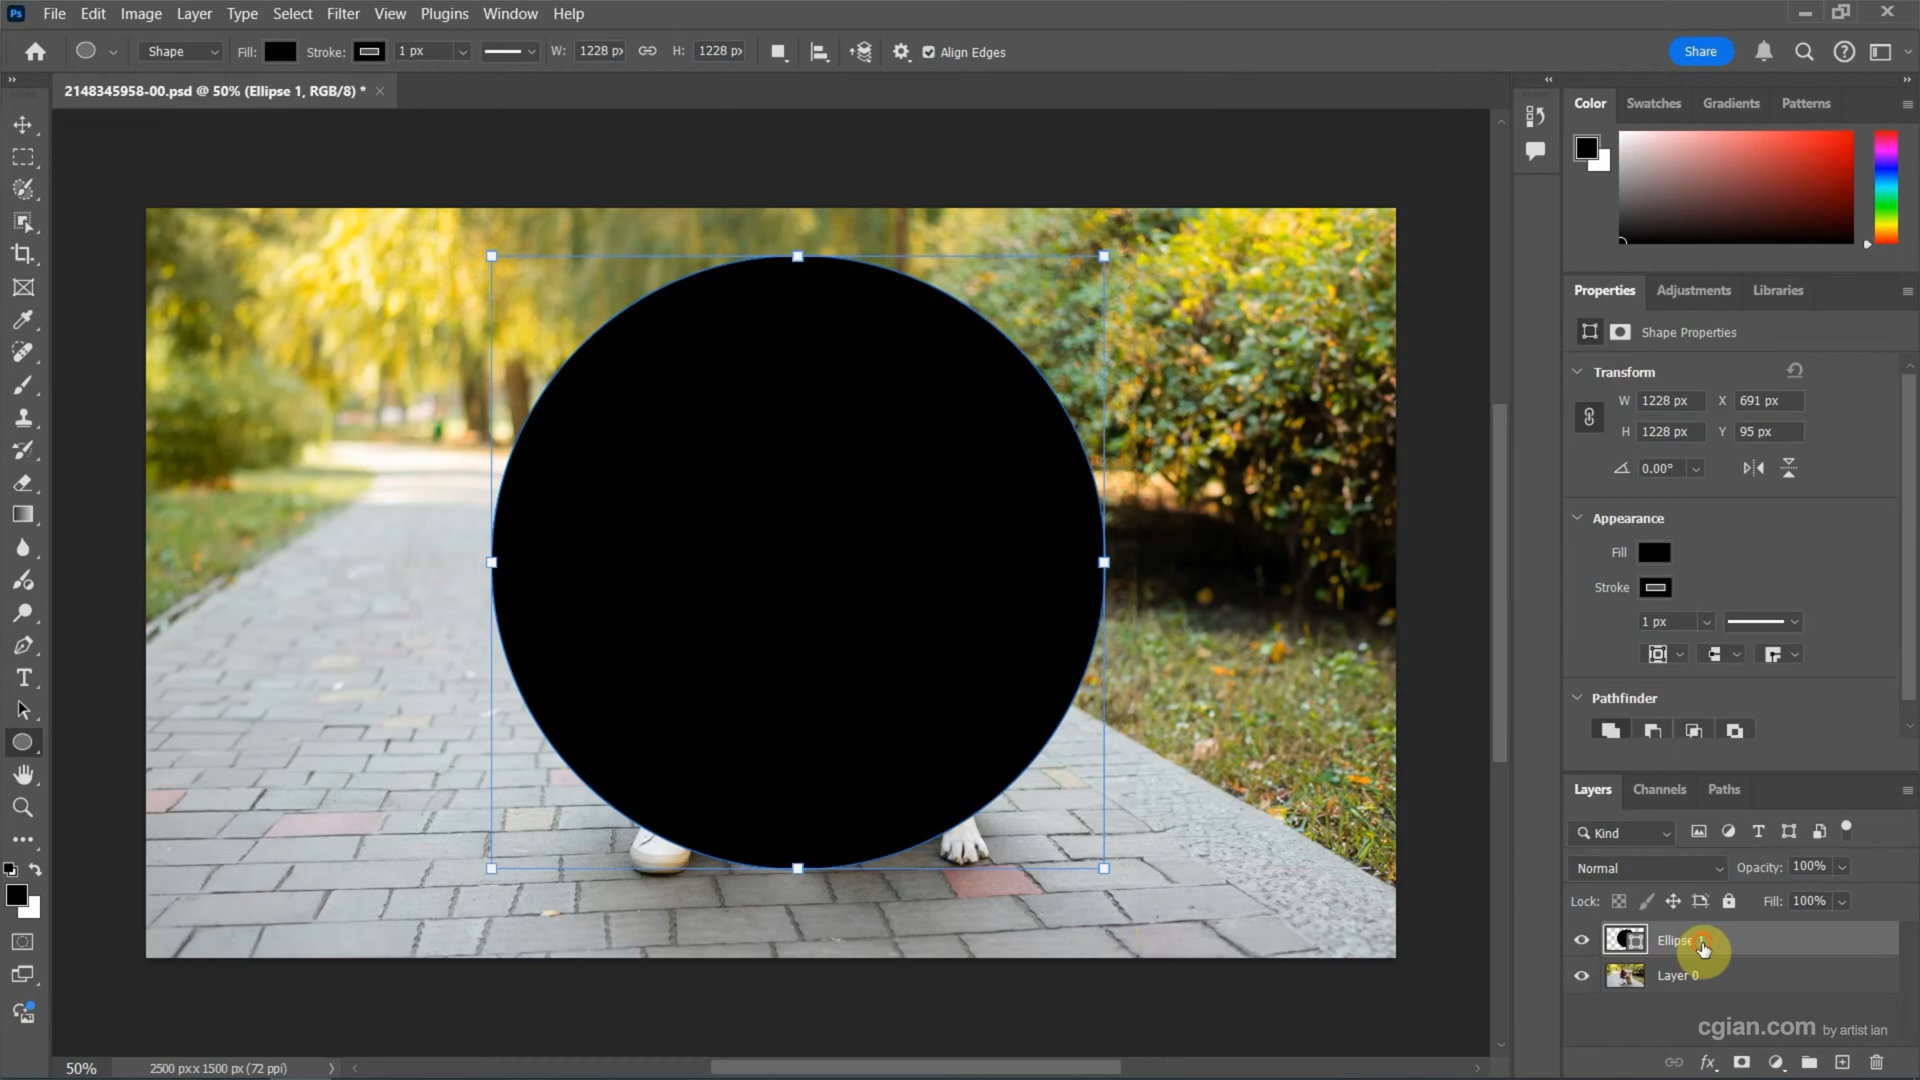 Ps File Edit Image Layer Type Select Filter View Plugins Window Help
Shape Fill: Stroke: 1 px W: 1228 px H: 1228 px Align Edges Share
2148345958-00.psd @ 50% (Ellipse 1, RGB/8) * ×
Color Swatches Gradients Patterns
Properties Adjustments Libraries
Shape Properties
Transform
W 1228 px X 691 px
H 1228 px Y 95 px
0.00°
Appearance
Fill
Stroke
1 px
Pathfinder
Layers Channels Paths
Kind
Normal Opacity: 100%
Lock: Fill: 100%
Ellipse 1
Layer 0
cgian.com by artist ian
50% 2500 px x 1500 px (72 ppi)
fx